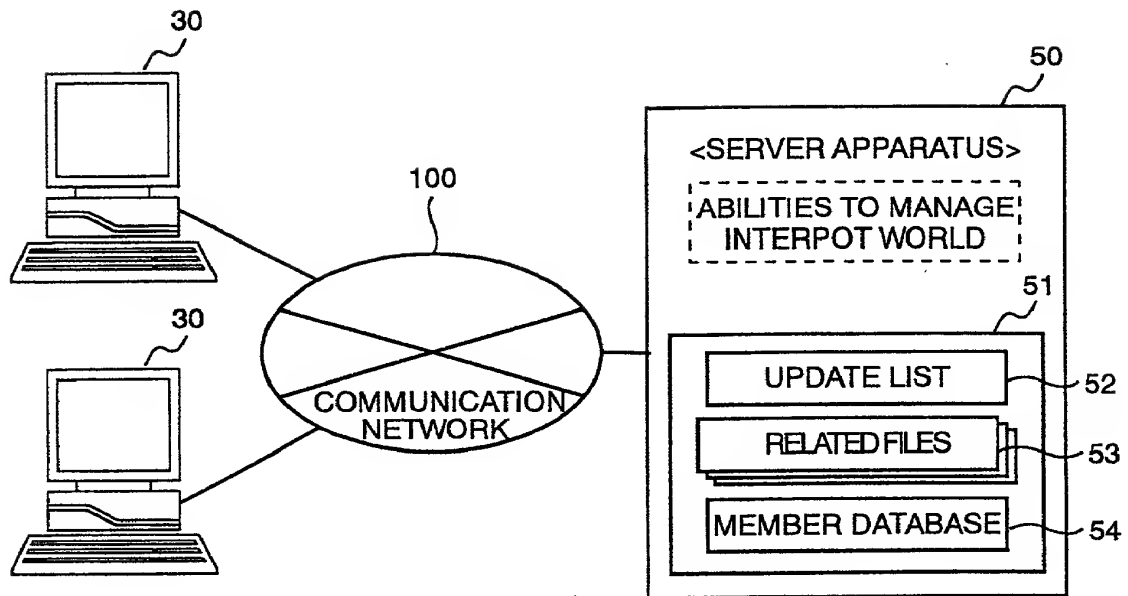 30
50
<SERVER APPARATUS>
ABILITIES TO MANAGE
INTERPOT WORLD
100
51
30
UPDATE LIST
52
COMMUNICATION
NETWORK
RELATED FILES
53
MEMBER DATABASE
54